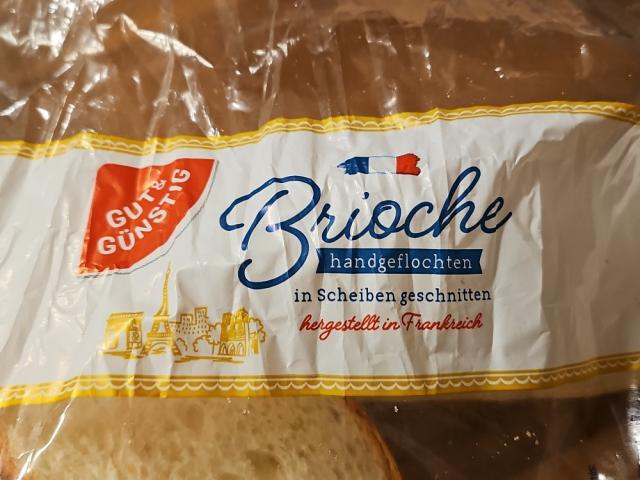 GUT&
GÜNSTIG
Brioche
handgeflochten
in Scheiben geschnitten
hergestellt in Frankreich